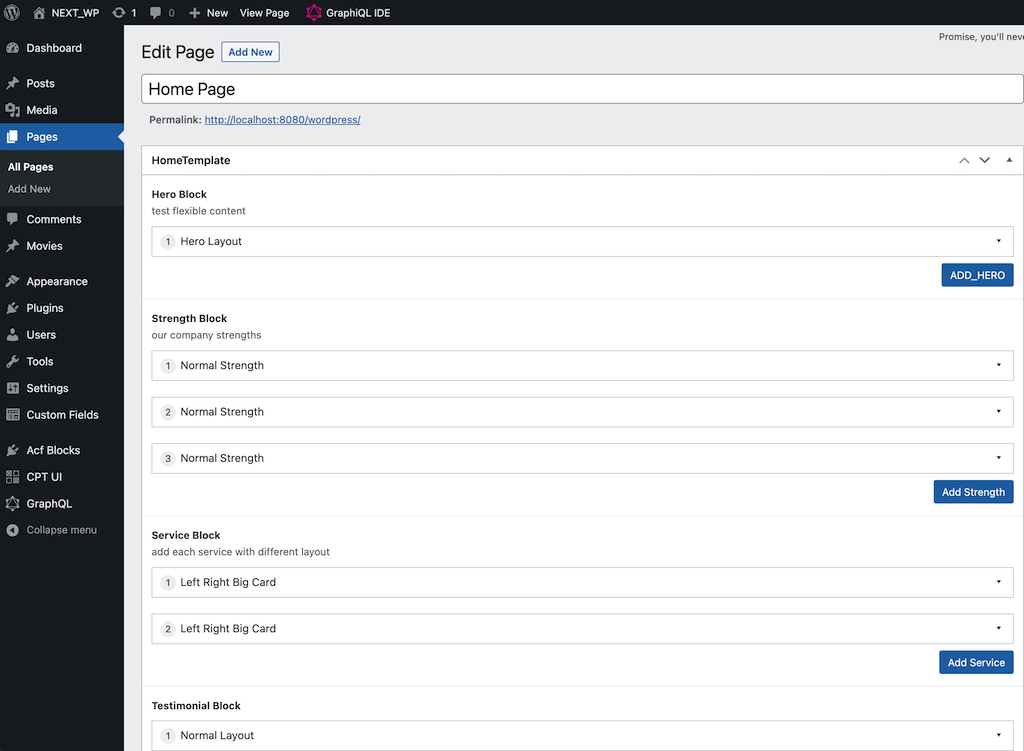 NEXT_WP 1 0 New View Page GraphiQL IDE
Promise, you'll neve
Dashboard
Posts
Media
Pages
All Pages
Add New
Comments
Movies
Appearance
Plugins
Users
Tools
Settings
Custom Fields
Acf Blocks
CPT UI
GraphQL
Collapse menu
Edit Page Add New
Home Page
Permalink: http://localhost:8080/wordpress/
HomeTemplate
Hero Block
test flexible content
1 Hero Layout
ADD_HERO
Strength Block
our company strengths
1 Normal Strength
2 Normal Strength
3 Normal Strength
Add Strength
Service Block
add each service with different layout
1 Left Right Big Card
2 Left Right Big Card
Add Service
Testimonial Block
1 Normal Layout